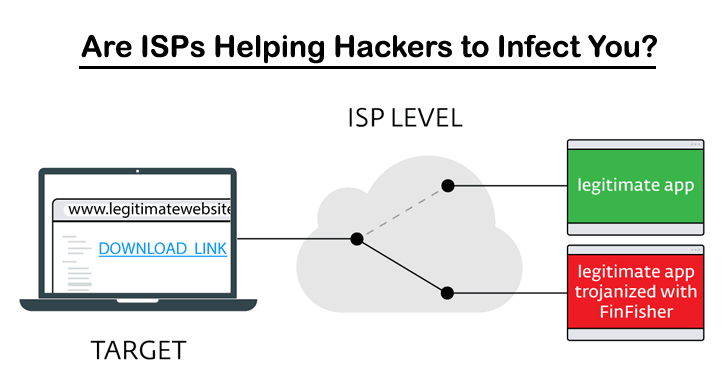 Are ISPs Helping Hackers to Infect You?
ISP LEVEL
www.legitimatewebsite
DOWNLOAD LINK
TARGET
legitimate app
legitimate app
trojanized with
FinFisher